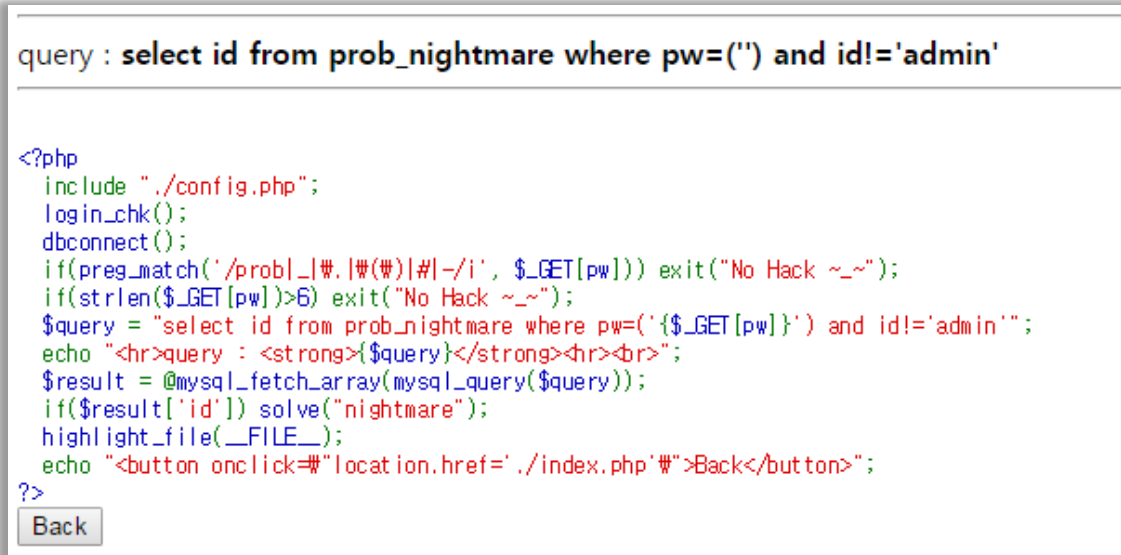 query : select id from prob_nightmare where pw=('') and id!='admin'
<?php
include "./config.php";
login_chk();
dbconnect();
if(preg_match('/prob|_|₩.|₩(₩)|#|-/i', $_GET[pw])) exit("No Hack ~_~");
if(strlen($_GET[pw])>6) exit("No Hack ~_~");
$query = "select id from prob_nightmare where pw=('{$_GET[pw]}') and id!='admin'";
echo "<hr>query : <strong>{$query}</strong><hr><br>";
$result = @mysql_fetch_array(mysql_query($query));
if($result['id']) solve("nightmare");
highlight_file(__FILE__);
echo "<button onclick=₩"location.href='./index.php'₩">Back</button>";
?>
Back